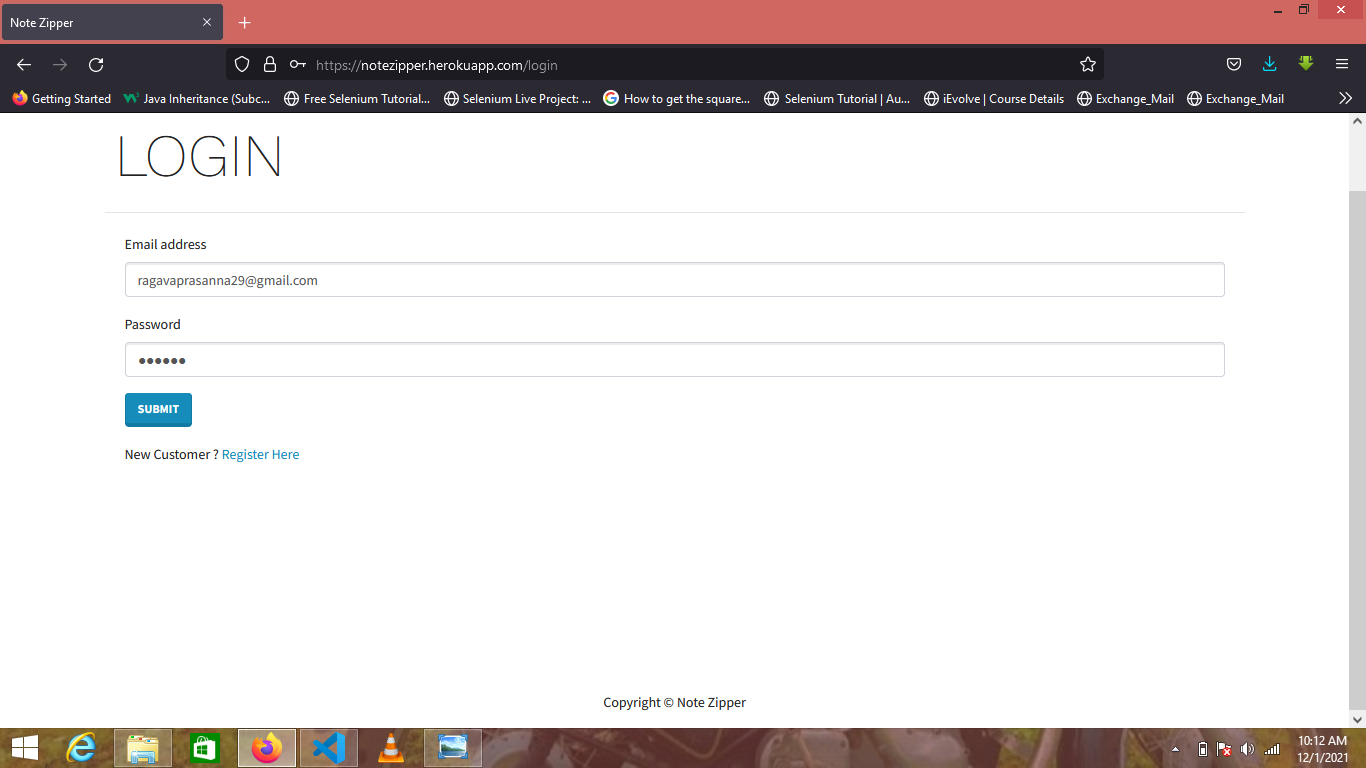 Note Zipper
https://notezipper.herokuapp.com/login
Getting Started Java Inheritance (Subc... Free Selenium Tutorial... Selenium Live Project: ... How to get the square... Selenium Tutorial | Au... iEvolve | Course Details Exchange_Mail Exchange_Mail
LOGIN
Email address
ragavaprasanna29@gmail.com
Password
●●●●●●
SUBMIT
New Customer ? Register Here
Copyright © Note Zipper
10:12 AM
12/1/2021